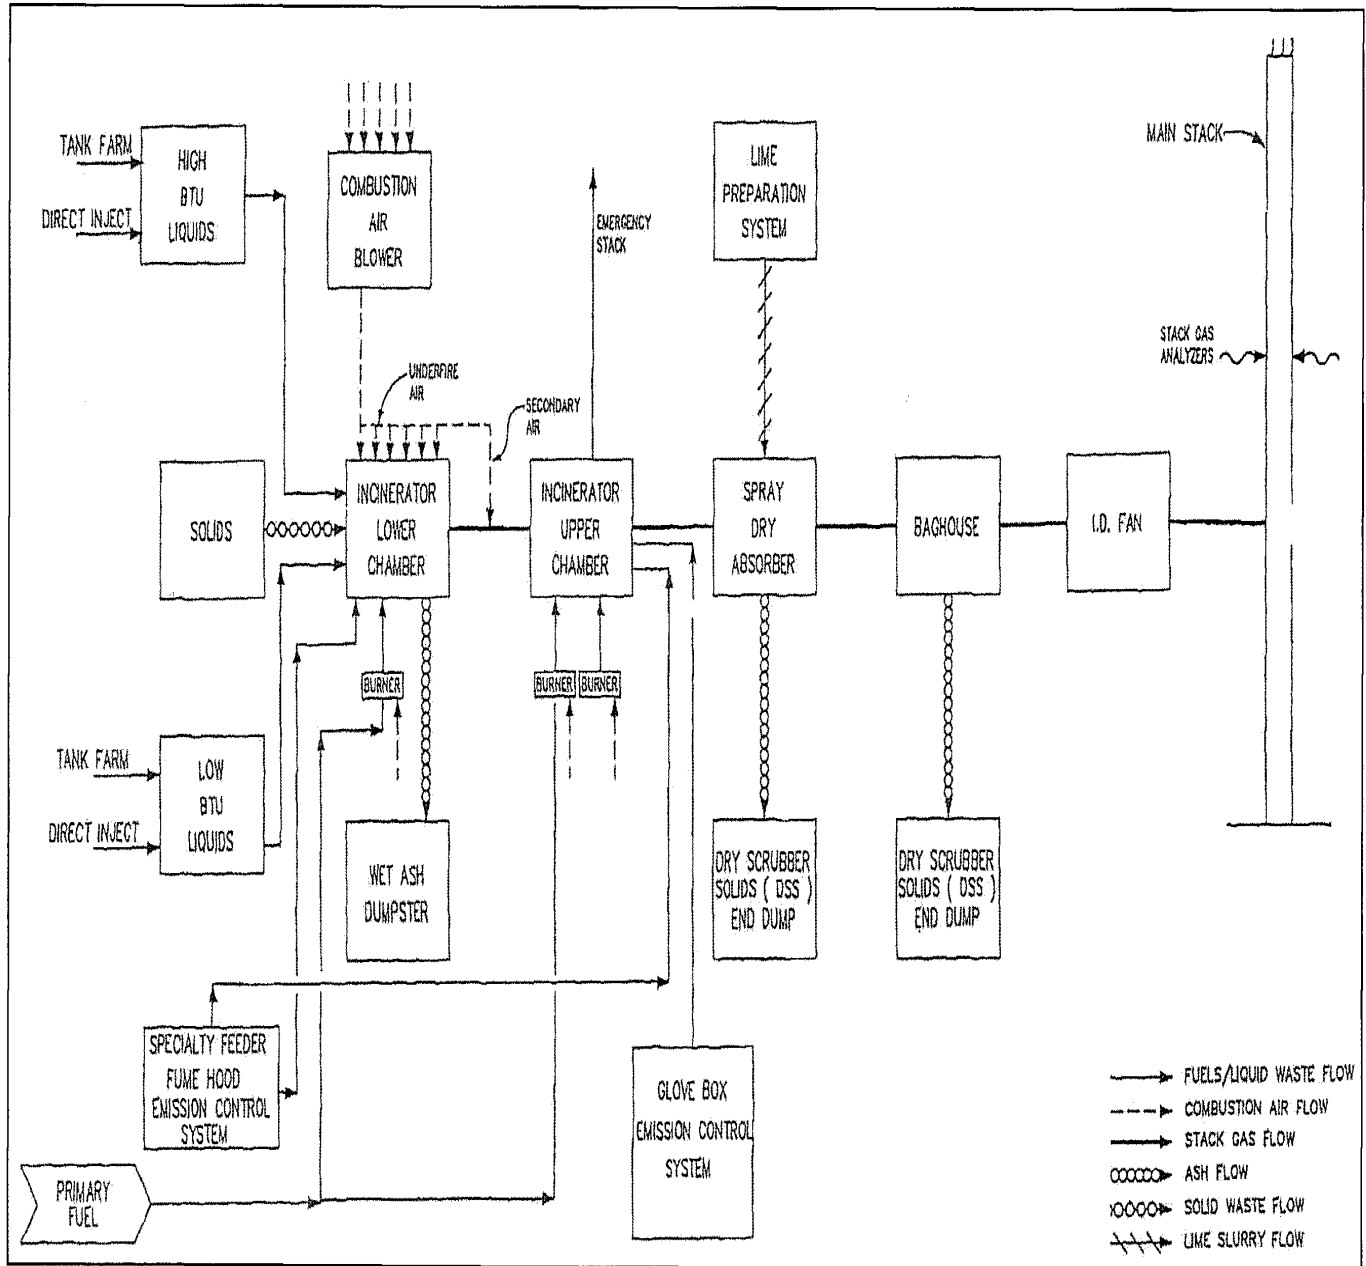 TANK FARM
DIRECT INJECT
HIGH
BTU
LIQUIDS
COMBUSTION
AIR
BLOWER
EMERGENCY
STACK
LIME
PREPARATION
SYSTEM
MAIN STACK
STACK GAS
ANALYZERS
UNDERFIRE
AIR
SECONDARY
AIR
SOLIDS
INCINERATOR
LOWER
CHAMBER
INCINERATOR
UPPER
CHAMBER
SPRAY
DRY
ABSORBER
BAGHOUSE
I.D. FAN
BURNER
BURNER
BURNER
TANK FARM
DIRECT INJECT
LOW
BTU
LIQUIDS
WET ASH
DUMPSTER
DRY SCRUBBER
SOLIDS ( DSS )
END DUMP
DRY SCRUBBER
SOLIDS ( DSS )
END DUMP
SPECIALTY FEEDER
FUME HOOD
EMISSION CONTROL
SYSTEM
GLOVE BOX
EMISSION CONTROL
SYSTEM
PRIMARY
FUEL
FUELS/LIQUID WASTE FLOW
COMBUSTION AIR FLOW
STACK GAS FLOW
ASH FLOW
SOLID WASTE FLOW
LIME SLURRY FLOW